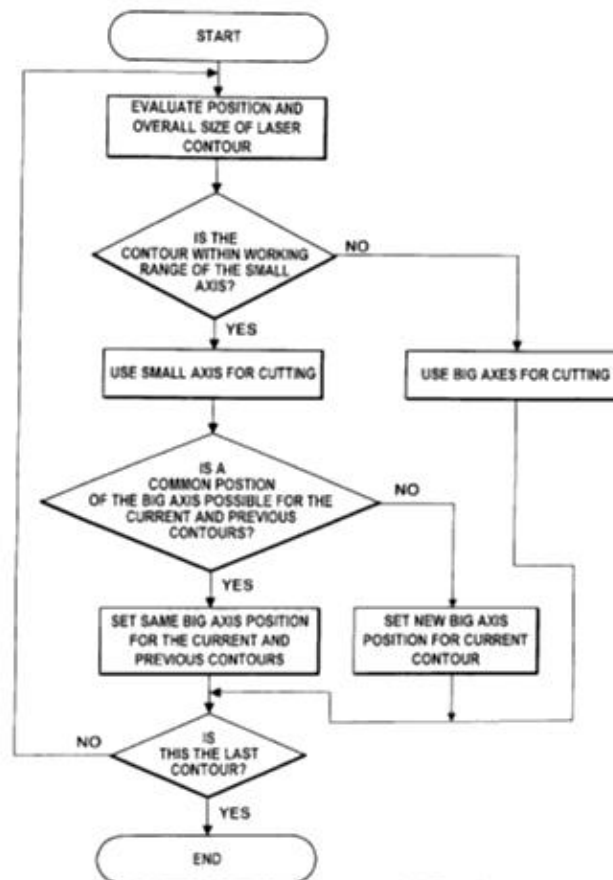 START
EVALUATE POSITION AND
OVERALL SIZE OF LASER
CONTOUR
IS THE
CONTOUR WITHIN WORKING
RANGE OF THE SMALL
AXIS?
NO
YES
USE SMALL AXIS FOR CUTTING
USE BIG AXES FOR CUTTING
IS A
COMMON POSTION
OF THE BIG AXIS POSSIBLE FOR THE
CURRENT AND PREVIOUS
CONTOURS?
NO
YES
SET SAME BIG AXIS POSITION
FOR THE CURRENT AND
PREVIOUS CONTOURS
SET NEW BIG AXIS
POSITION FOR CURRENT
CONTOUR
NO
IS
THIS THE LAST
CONTOUR?
YES
END